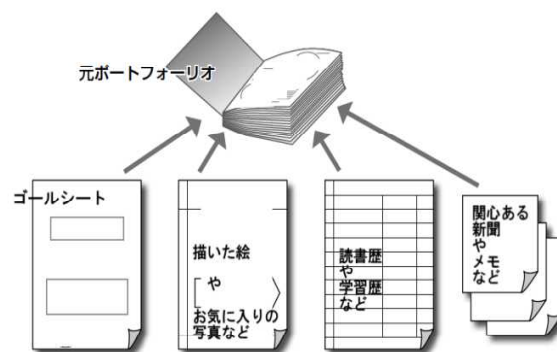 元ポートフォーリオ
ゴールシート
描いた絵
や
お気に入りの
写真など
読書歴
や
学習歴
など
関心ある
新聞
や
メモ
など